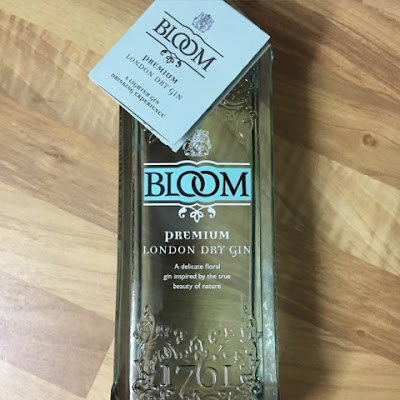 BLOOM
PREMIUM
LONDON DRY GIN
A LIGHTER GIN
DRINKING EXPERIENCE
BLOOM
PREMIUM
LONDON DRY GIN
A delicate floral
gin inspired by the true
beauty of nature
1761